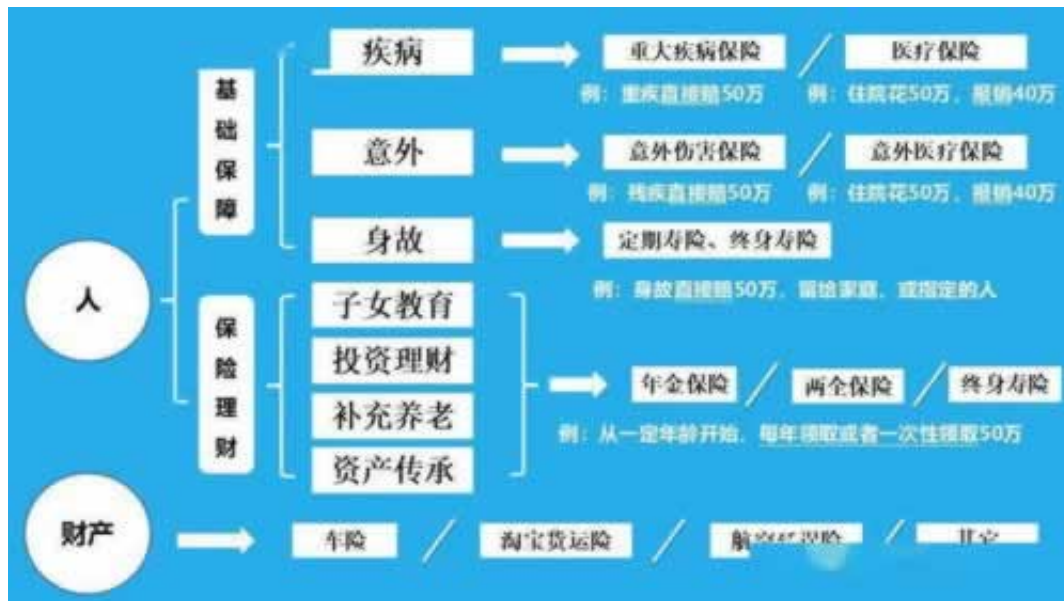 疾病
重大疾病保险 / 医疗保险
例：重疾直接赔50万 例：住院花50万，报销40万
基础保障
意外
意外伤害保险 / 意外医疗保险
例：残疾直接赔50万 例：住院花50万，报销40万
身故
定期寿险、终身寿险
例：身故直接赔50万，留给家庭，或指定的人
人
保险理财
子女教育
投资理财
补充养老
资产传承
年金保险 / 两全保险 / 终身寿险
例：从一定年龄开始，每年领取或者一次性领取50万
财产
车险 / 淘宝货运险 /